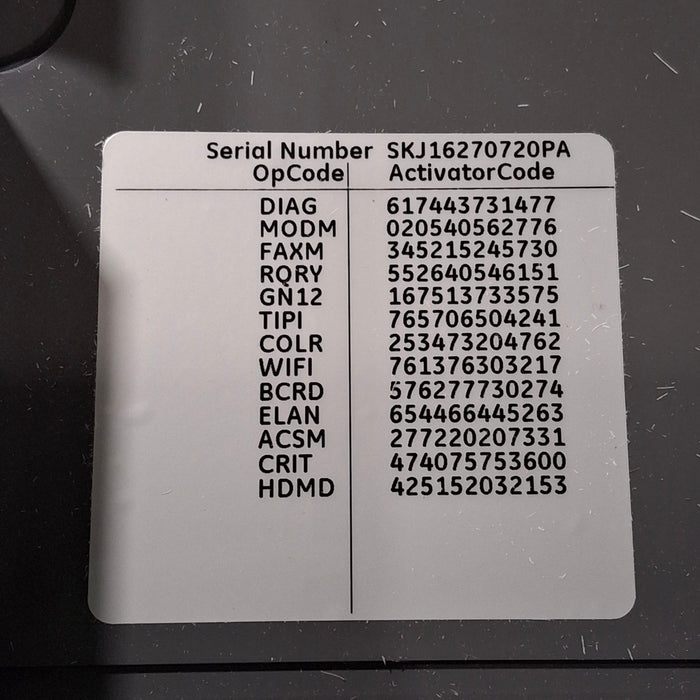 Serial Number SKJ16270720PA
OpCode ActivatorCode
DIAG 617443731477
MODM 020540562776
FAXM 345215245730
RQRY 552640546151
GN12 167513733575
TIPI 765706504241
COLR 253473204762
WIFI 761376303217
BCRD 576277730274
ELAN 654466445263
ACSM 277220207331
CRIT 474075753600
HDMD 425152032153